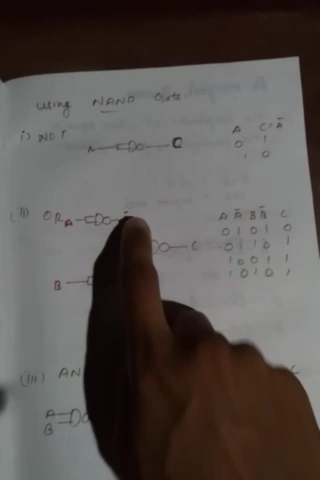 using NAND Gate
i) NOT
A C A C=Ā
0 1
1 0
(ii) OR A A Ā B B̄ C
0 1 0 1 0
C 0 1 1 0 1
1 0 0 1 1
B 1 0 1 0 1
(iii) AN C
A
B